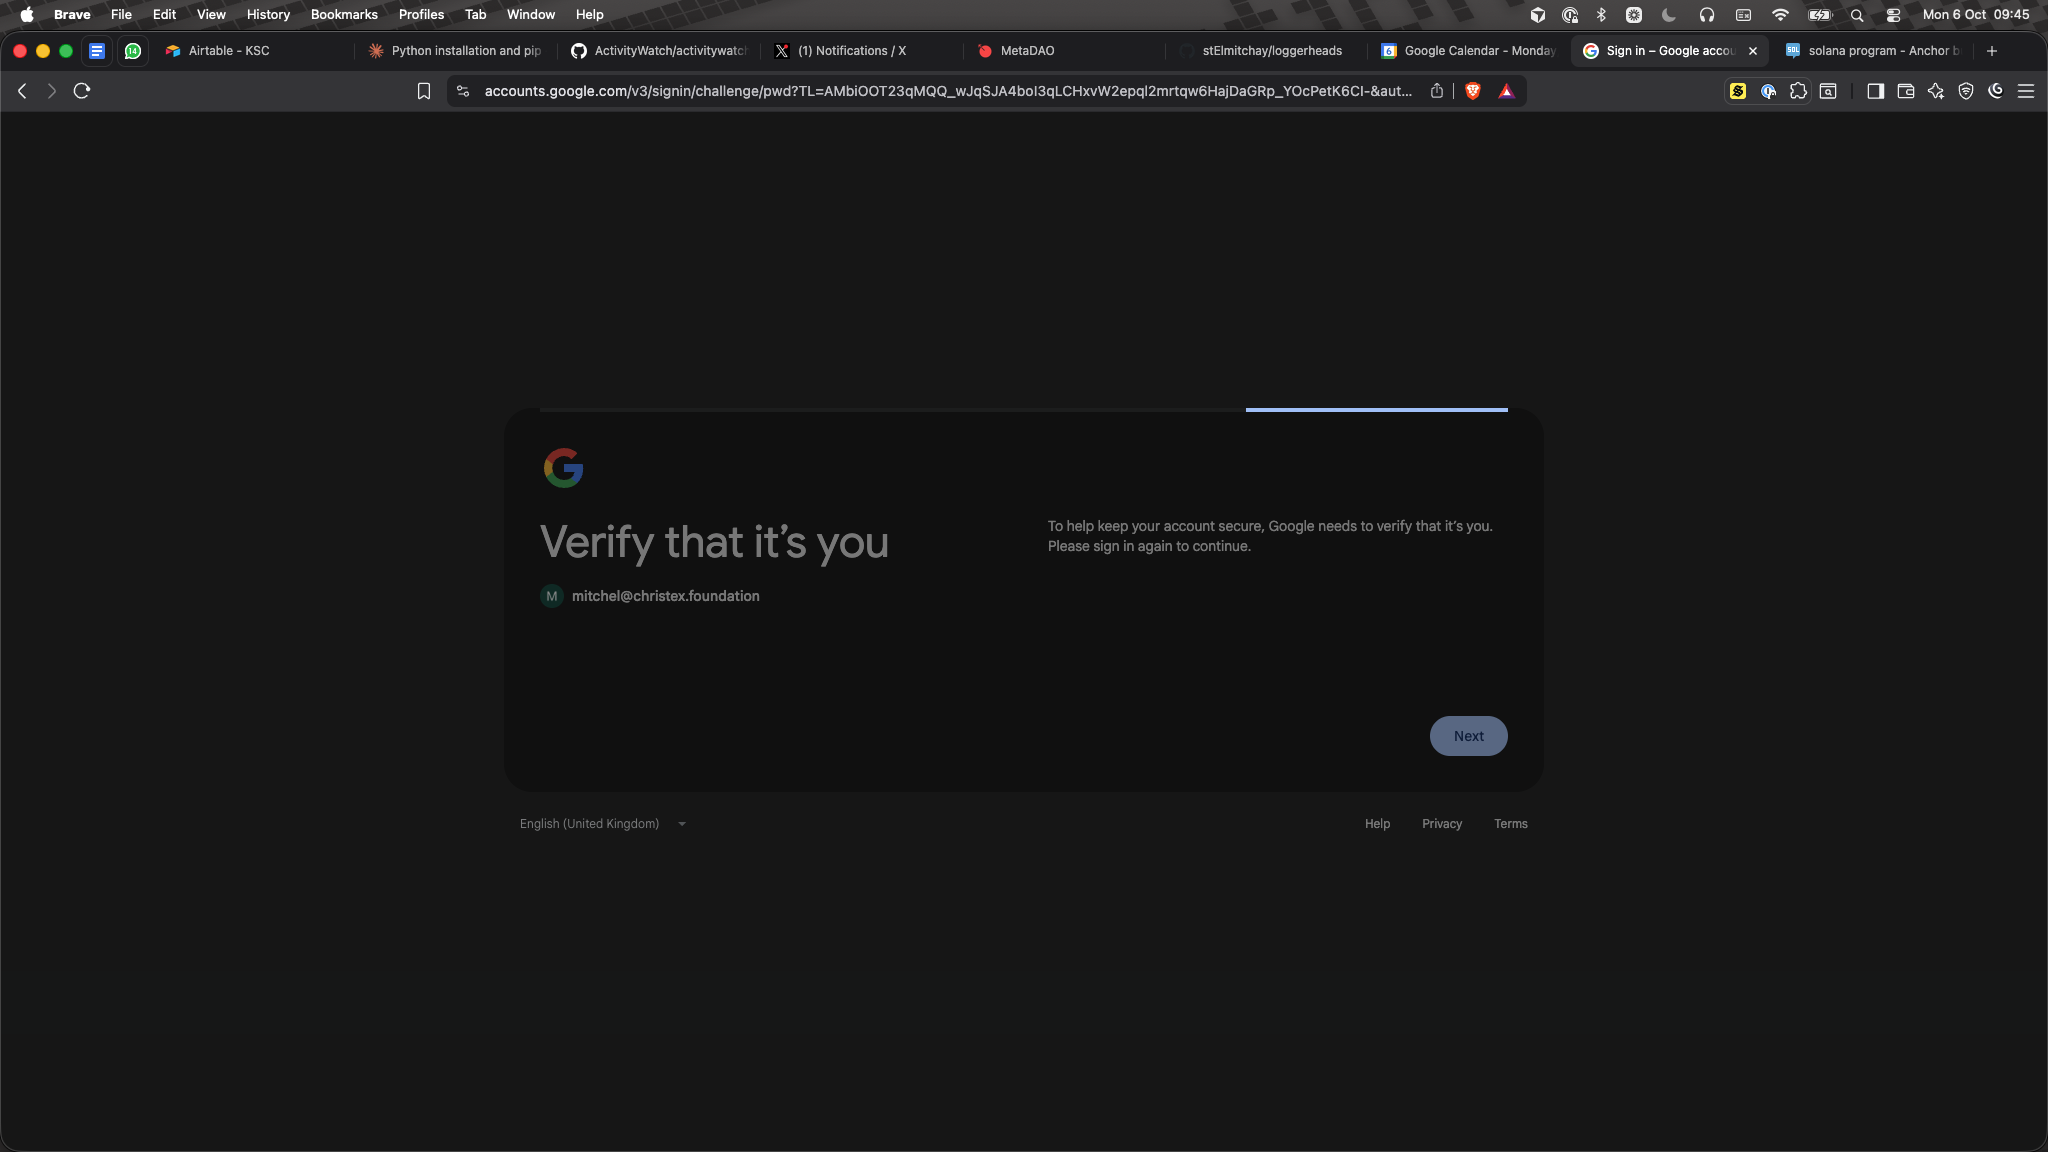 Brave File Edit View History Bookmarks Profiles Tab Window Help Mon 6 Oct 09:45
14 Airtable - KSC Python installation and pip ActivityWatch/activitywatch (1) Notifications / X MetaDAO stElmitchay/loggerheads 6 Google Calendar - Monday Sign in – Google accou solana program - Anchor b
accounts.google.com/v3/signin/challenge/pwd?TL=AMbiOOT23qMQQ_wJqSJA4boI3qLCHxvW2epql2mrtqw6HajDaGRp_YOcPetK6CI-&aut...
Verify that it's you
mitchel@christex.foundation
M
To help keep your account secure, Google needs to verify that it's you.
Please sign in again to continue.
Next
English (United Kingdom) Help Privacy Terms